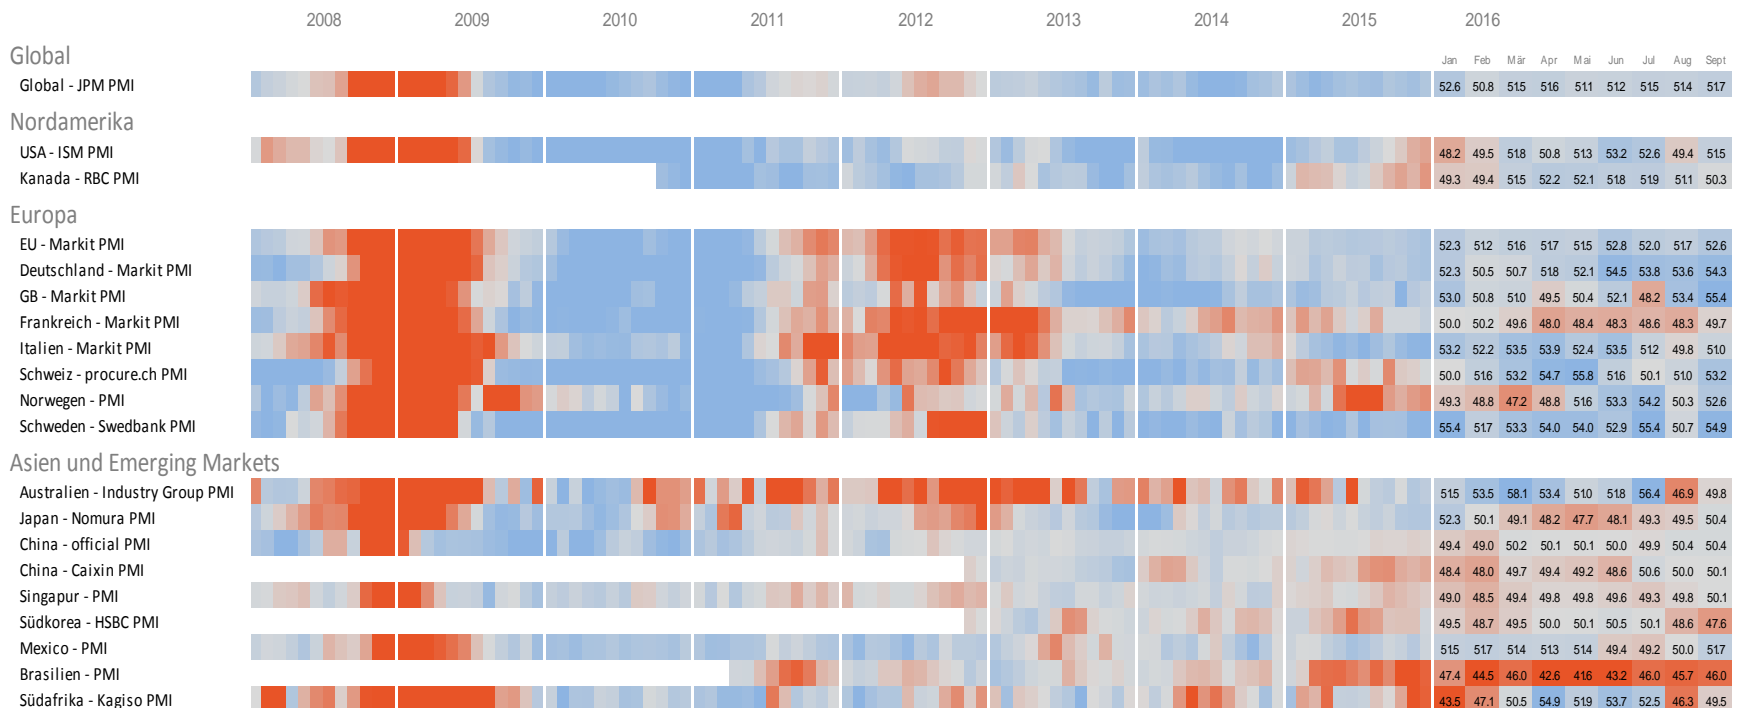 2008 2009 2010 2011 2012 2013 2014 2015 2016
Global
Jan Feb Mär Apr Mai Jun Jul Aug Sept
Global - JPM PMI 52.6 50.8 51.5 51.6 51.1 51.2 51.5 51.4 51.7
Nordamerika
USA - ISM PMI 48.2 49.5 51.8 50.8 51.3 53.2 52.6 49.4 51.5
Kanada - RBC PMI 49.3 49.4 51.5 52.2 52.1 51.8 51.9 51.1 50.3
Europa
EU - Markit PMI 52.3 51.2 51.6 51.7 51.5 52.8 52.0 51.7 52.6
Deutschland - Markit PMI 52.3 50.5 50.7 51.8 52.1 54.5 53.8 53.6 54.3
GB - Markit PMI 53.0 50.8 51.0 49.5 50.4 52.1 48.2 53.4 55.4
Frankreich - Markit PMI 50.0 50.2 49.6 48.0 48.4 48.3 48.6 48.3 49.7
Italien - Markit PMI 53.2 52.2 53.5 53.9 52.4 53.5 51.2 49.8 51.0
Schweiz - procure.ch PMI 50.0 51.6 53.2 54.7 55.8 51.6 50.1 51.0 53.2
Norwegen - PMI 49.3 48.8 47.2 48.8 51.6 53.3 54.2 50.3 52.6
Schweden - Swedbank PMI 55.4 51.7 53.3 54.0 54.0 52.9 55.4 50.7 54.9
Asien und Emerging Markets
Australien - Industry Group PMI 51.5 53.5 58.1 53.4 51.0 51.8 56.4 46.9 49.8
Japan - Nomura PMI 52.3 50.1 49.1 48.2 47.7 48.1 49.3 49.5 50.4
China - official PMI 49.4 49.0 50.2 50.1 50.1 50.0 49.9 50.4 50.4
China - Caixin PMI 48.4 48.0 49.7 49.4 49.2 48.6 50.6 50.0 50.1
Singapur - PMI 49.0 48.5 49.4 49.8 49.8 49.6 49.3 49.8 50.1
Südkorea - HSBC PMI 49.5 48.7 49.5 50.0 50.1 50.5 50.1 48.6 47.6
Mexico - PMI 51.5 51.7 51.4 51.3 51.4 49.4 49.2 50.0 51.7
Brasilien - PMI 47.4 44.5 46.0 42.6 41.6 43.2 46.0 45.7 46.0
Südafrika - Kagiso PMI 43.5 47.1 50.5 54.9 51.9 53.7 52.5 46.3 49.5